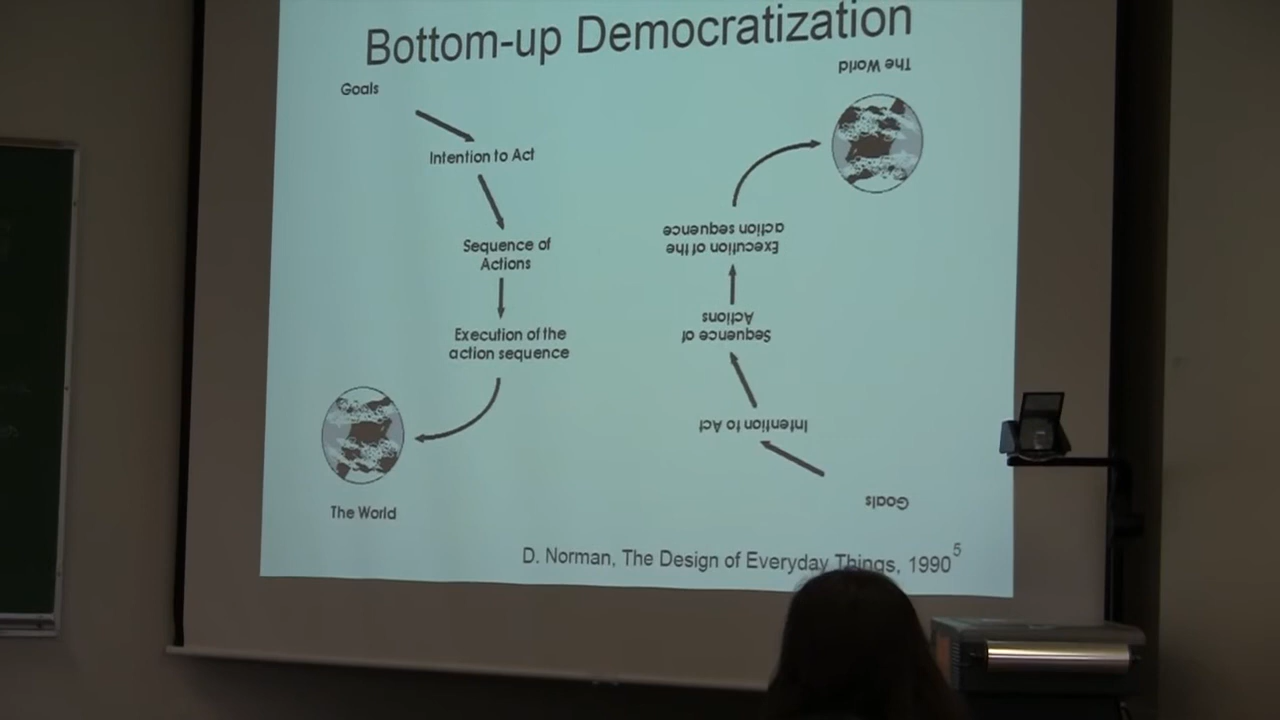 Bottom-up Democratization
Goals
Intention to Act
Sequence of
Actions
Execution of the
action sequence
The World
The World
Execution of the
action sequence
Sequence of
Actions
Intention to Act
Goals
D. Norman, The Design of Everyday Things, 1990
5